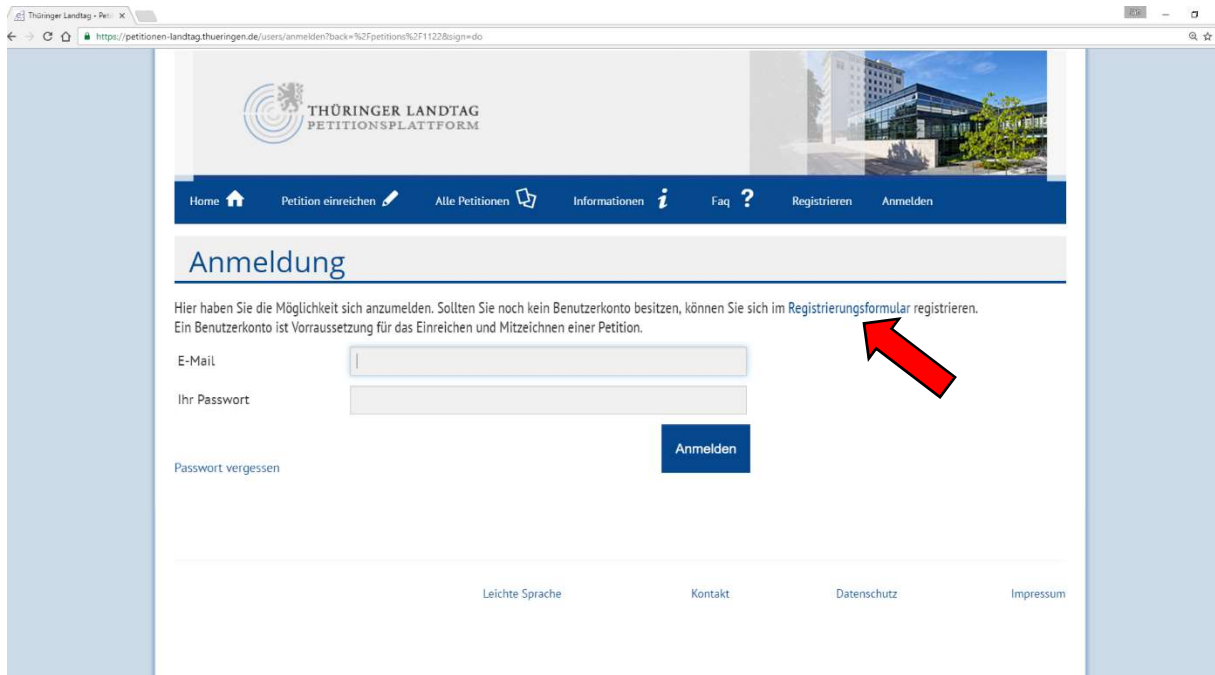 Thüringer Landtag - Peti
https://petitionen-landtag.thueringen.de/users/anmelden?back=%2Fpetitions%2F1122&sign=do
THÜRINGER LANDTAG
PETITIONSPLATTFORM
Home Petition einreichen Alle Petitionen Informationen i Faq ? Registrieren Anmelden
Anmeldung
Hier haben Sie die Möglichkeit sich anzumelden. Sollten Sie noch kein Benutzerkonto besitzen, können Sie sich im Registrierungsformular registrieren.
Ein Benutzerkonto ist Vorraussetzung für das Einreichen und Mitzeichnen einer Petition.
E-Mail
Ihr Passwort
Anmelden
Passwort vergessen
Leichte Sprache Kontakt Datenschutz Impressum